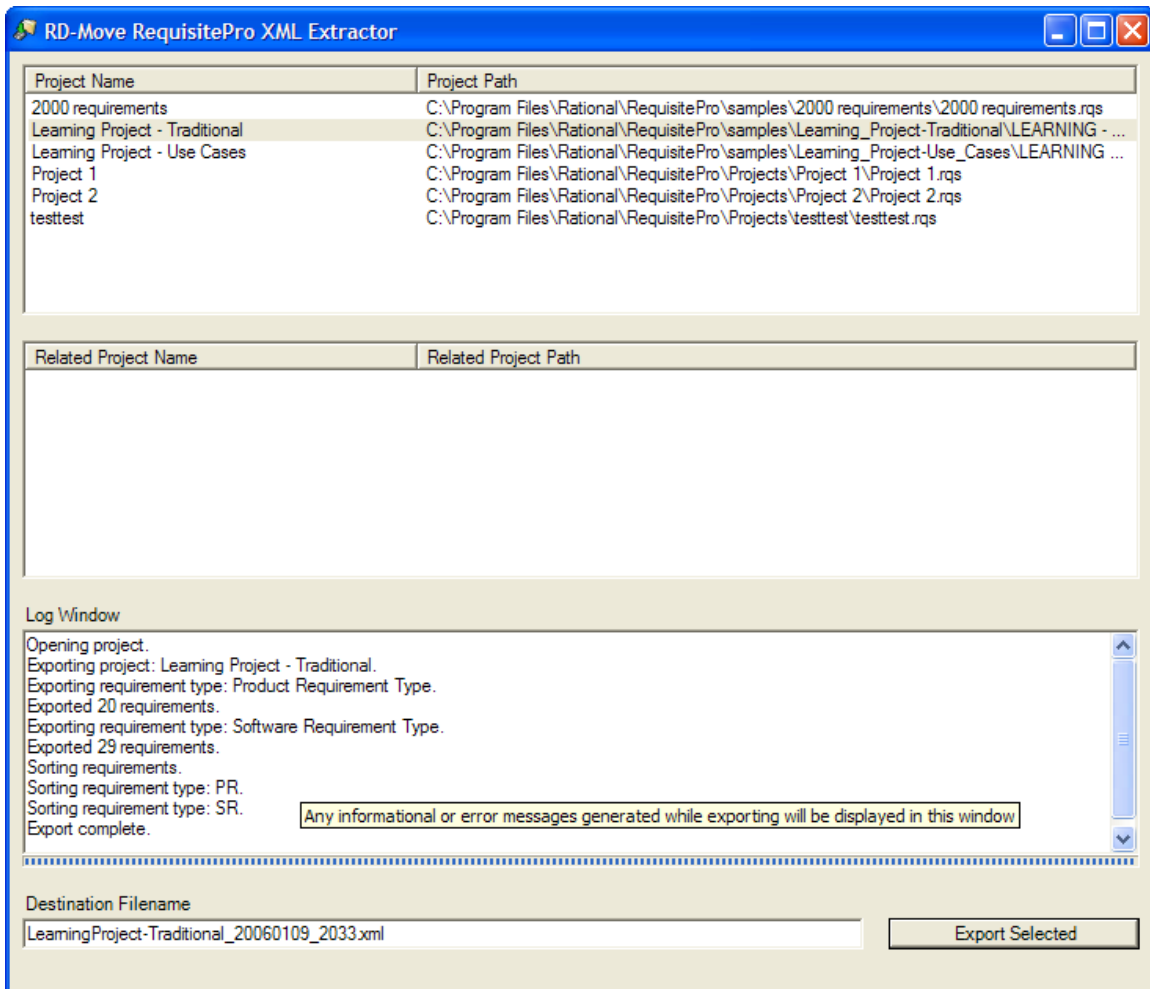 RD-Move RequisitePro XML Extractor
Project Name Project Path
2000 requirements C:\Program Files\Rational\RequisitePro\samples\2000 requirements\2000 requirements.rqs
Learning Project - Traditional C:\Program Files\Rational\RequisitePro\samples\Learning_Project-Traditional\LEARNING - ...
Learning Project - Use Cases C:\Program Files\Rational\RequisitePro\samples\Learning_Project-Use_Cases\LEARNING ...
Project 1 C:\Program Files\Rational\RequisitePro\Projects\Project 1\Project 1.rqs
Project 2 C:\Program Files\Rational\RequisitePro\Projects\Project 2\Project 2.rqs
testtest C:\Program Files\Rational\RequisitePro\Projects\testtest\testtest.rqs
Related Project Name Related Project Path
Log Window
Opening project.
Exporting project: Learning Project - Traditional.
Exporting requirement type: Product Requirement Type.
Exported 20 requirements.
Exporting requirement type: Software Requirement Type.
Exported 29 requirements.
Sorting requirements.
Sorting requirement type: PR.
Sorting requirement type: SR.
Any informational or error messages generated while exporting will be displayed in this window
Export complete.
Destination Filename
LearningProject-Traditional_20060109_2033.xml Export Selected